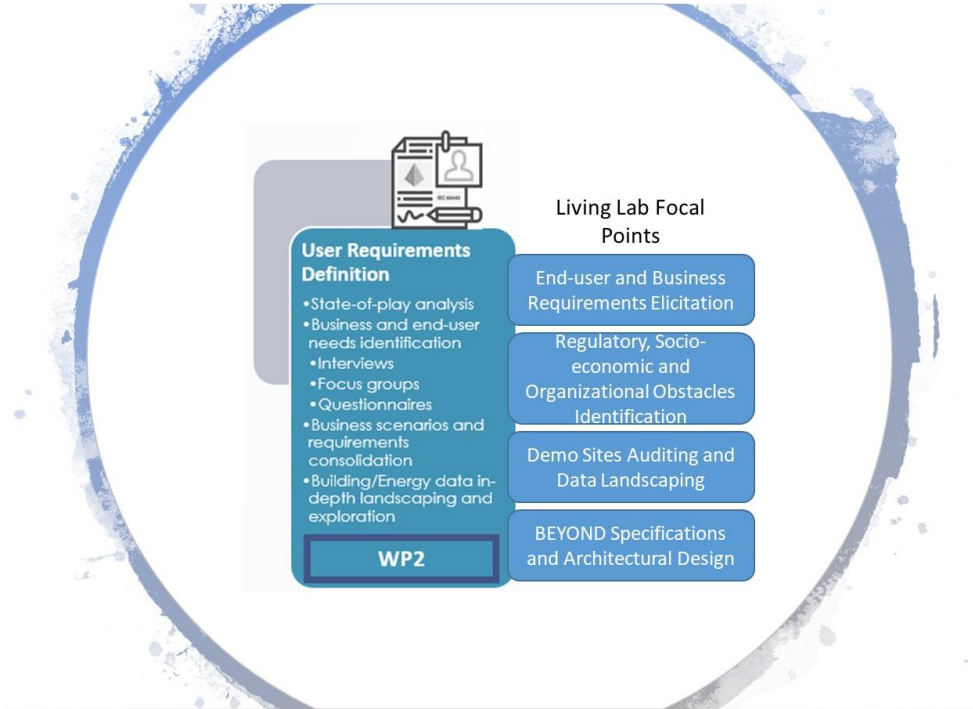 IEC 62443
User Requirements
Definition
•State-of-play analysis
•Business and end-user
needs identification
•Interviews
•Focus groups
•Questionnaires
•Business scenarios and
requirements
consolidation
•Building/Energy data in-
depth landscaping and
exploration
WP2
Living Lab Focal
Points
End-user and Business
Requirements Elicitation
Regulatory, Socio-
economic and
Organizational Obstacles
Identification
Demo Sites Auditing and
Data Landscaping
BEYOND Specifications
and Architectural Design